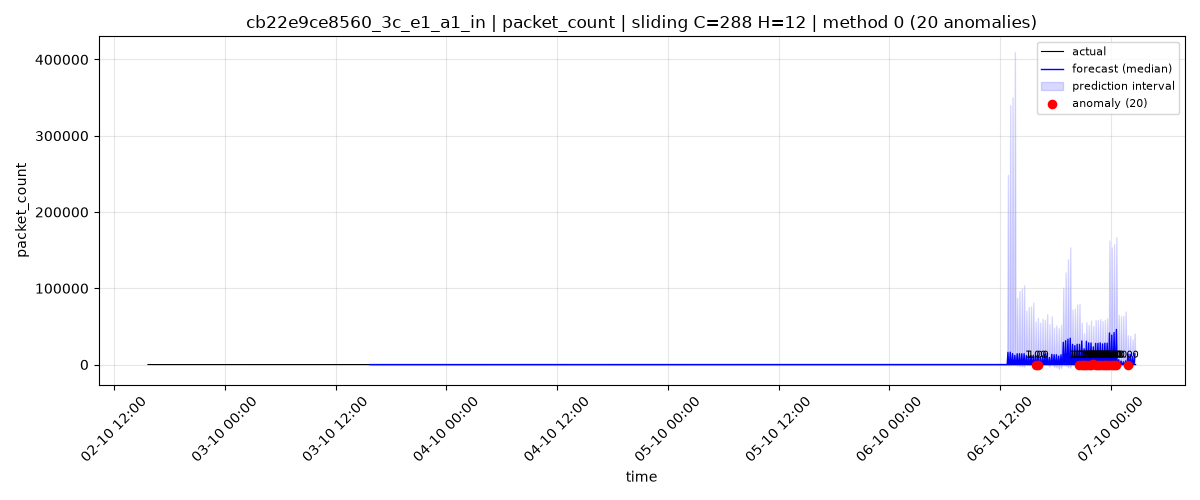 cb22e9ce8560_3c_e1_a1_in | packet_count | sliding C=288 H=12 | method 0 (20 anomalies)
actual
forecast (median)
prediction interval
anomaly (20)
packet_count
400000
300000
200000
100000
0
02-10 12:00
03-10 00:00
03-10 12:00
04-10 00:00
04-10 12:00
05-10 00:00
05-10 12:00
06-10 00:00
06-10 12:00
07-10 00:00
time